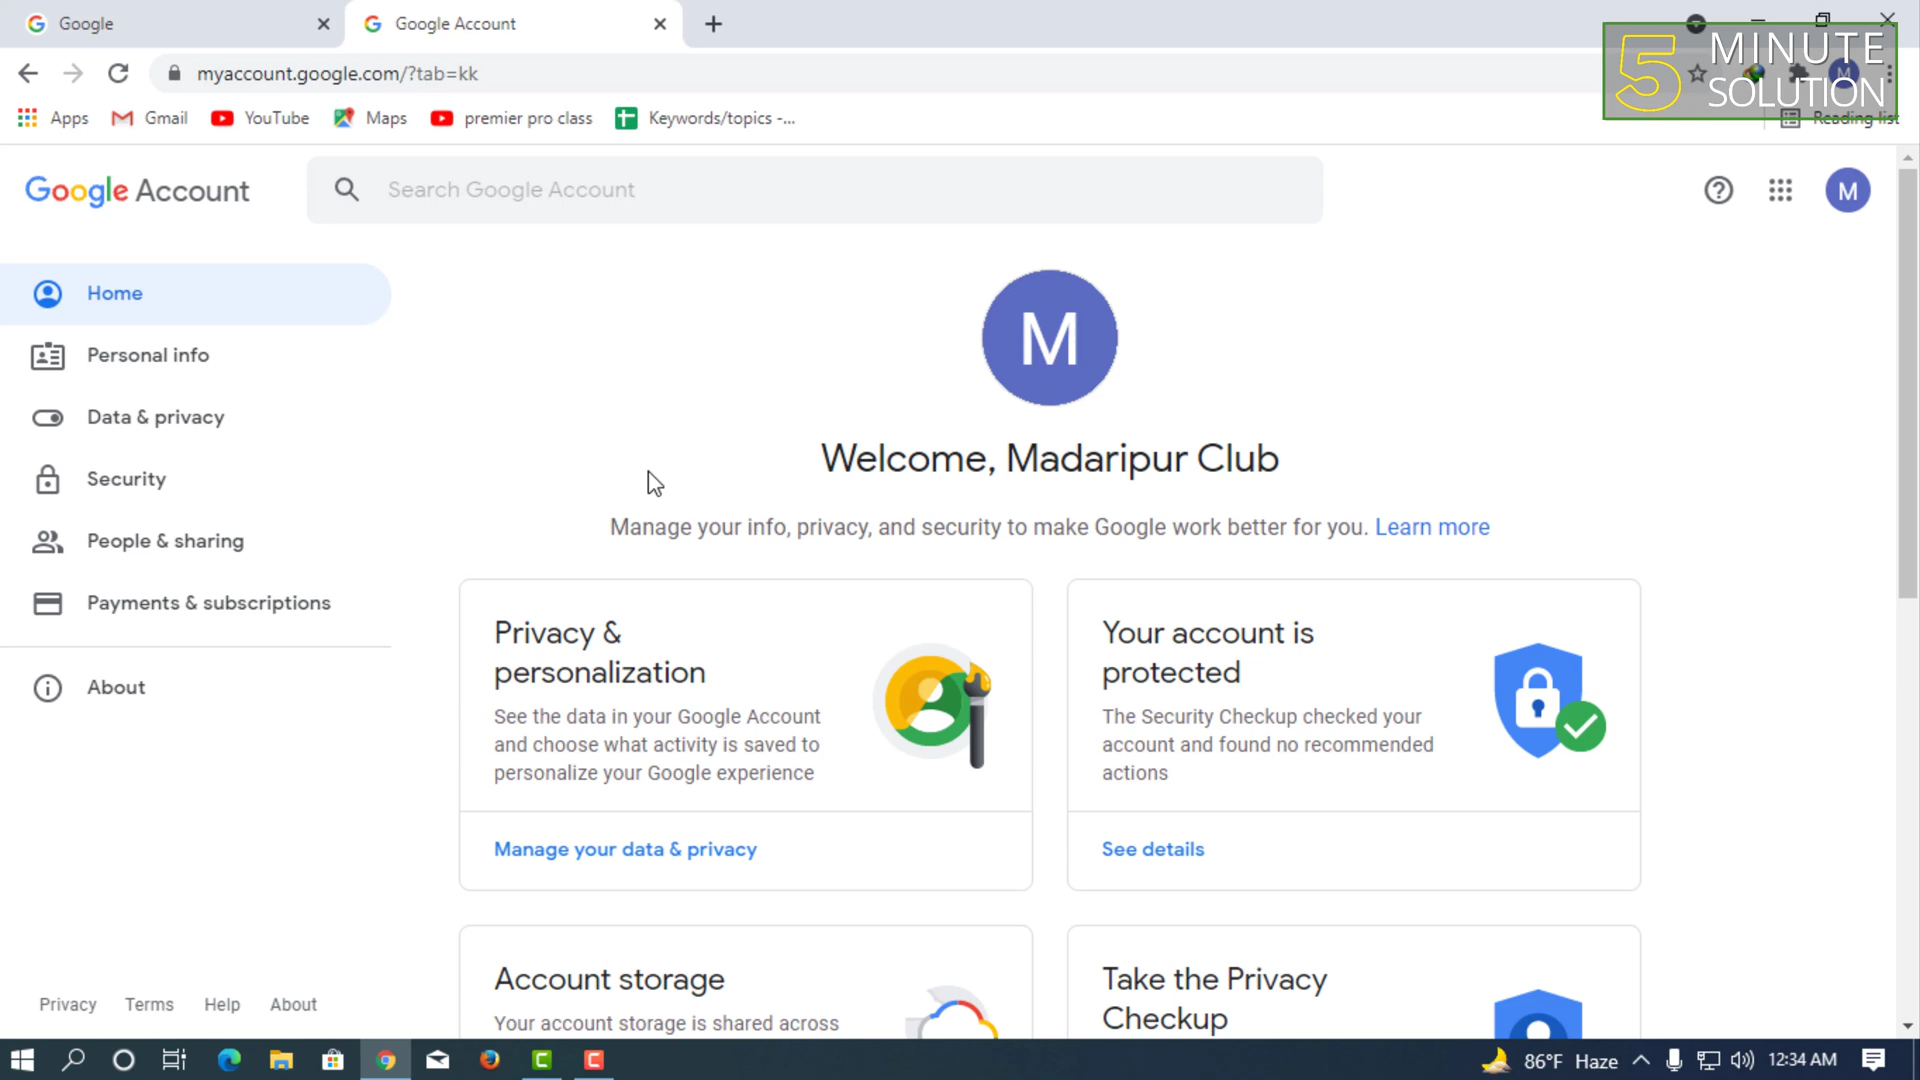 Google
Google Account
myaccount.google.com/?tab=kk
5 MINUTE
SOLUTION
Apps
Gmail
YouTube
Maps
premier pro class
Keywords/topics -...
Reading list
Google Account
Search Google Account
M
Home
Personal info
Data & privacy
Security
People & sharing
Payments & subscriptions
About
M
Welcome, Madaripur Club
Manage your info, privacy, and security to make Google work better for you. Learn more
Privacy &
personalization
See the data in your Google Account
and choose what activity is saved to
personalize your Google experience
Manage your data & privacy
Your account is
protected
The Security Checkup checked your
account and found no recommended
actions
See details
Account storage
Your account storage is shared across
Take the Privacy
Checkup
Privacy Terms Help About
86°F Haze
12:34 AM